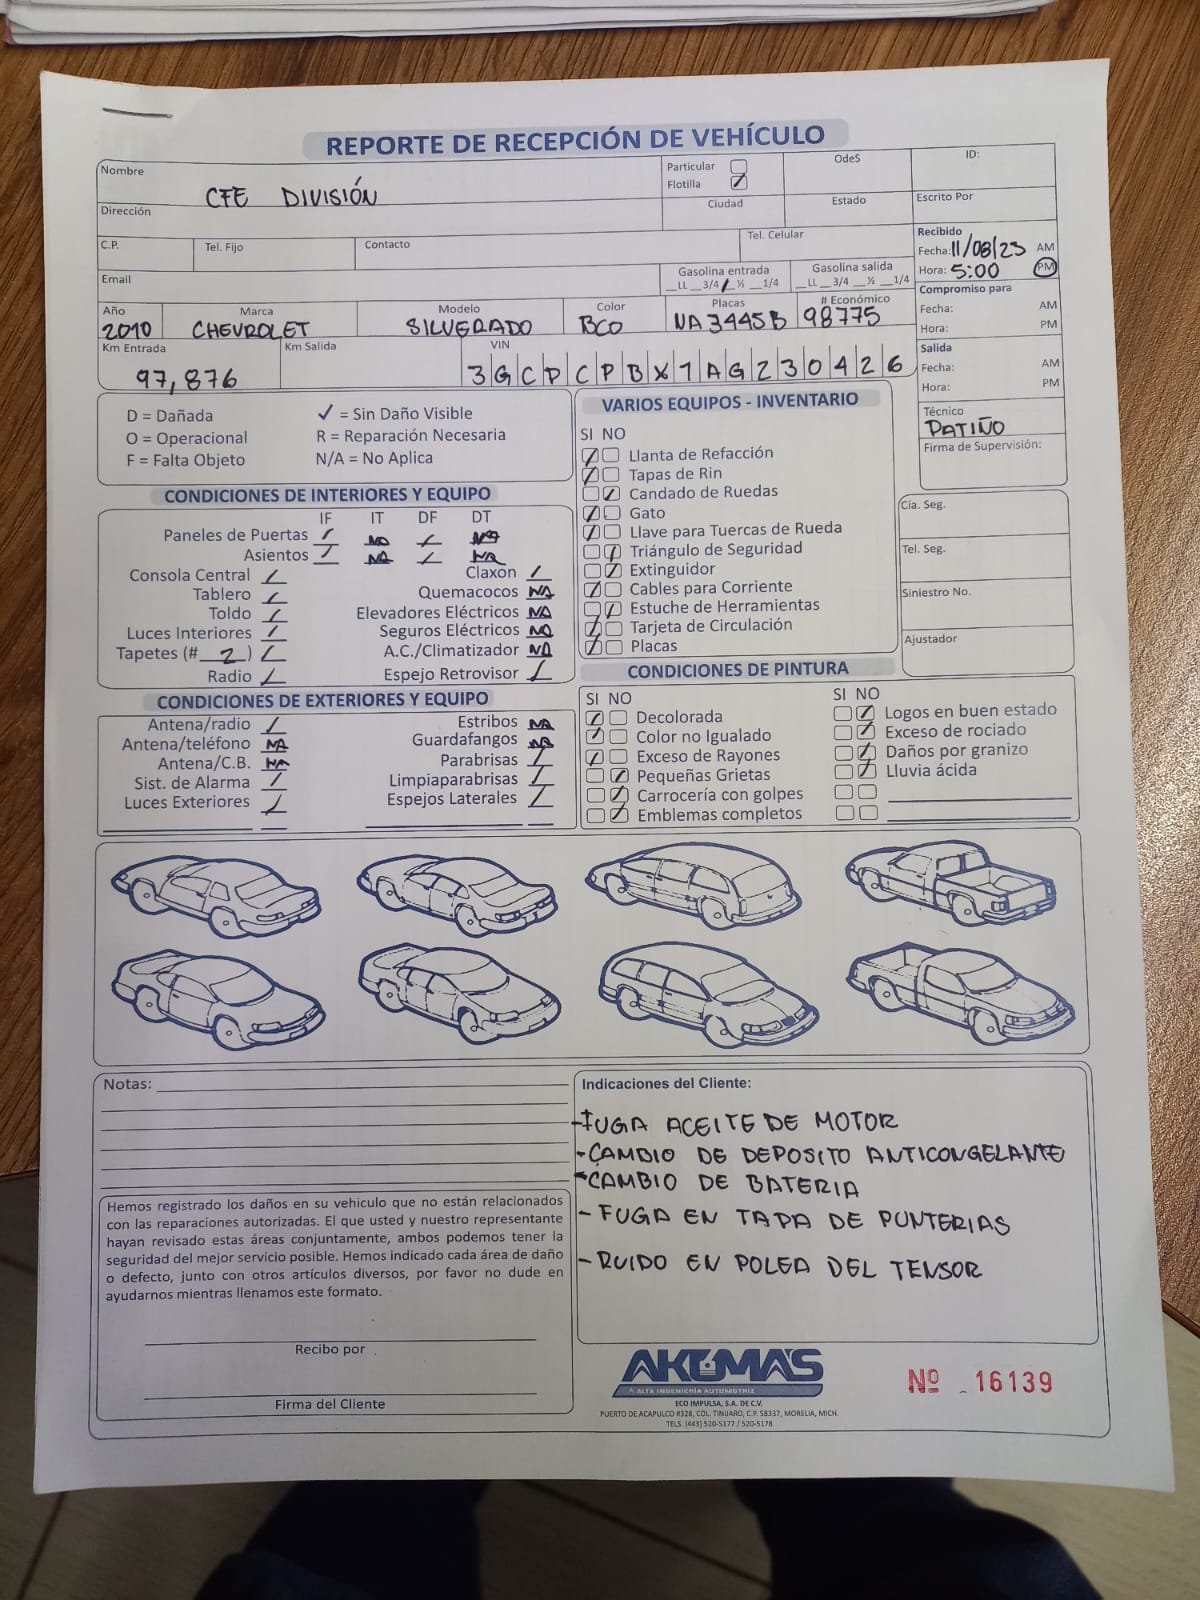 REPORTE DE RECEPCIÓN DE VEHÍCULO
Nombre CFE DIVISIÓN
Particular
Flotilla
OdeS
ID:
Dirección
Ciudad
Estado
Escrito Por
C.P.
Tel. Fijo
Contacto
Tel. Celular
Recibido
Fecha: 11/08/23 AM
Hora: 5:00 PM
Email
Gasolina entrada
__LL __3/4 __½ __1/4
Gasolina salida
__LL __3/4 __½ __1/4
Compromiso para
Fecha: AM
Hora: PM
Año 2010
Marca CHEVROLET
Modelo SILVERADO
Color BCO
Placas NA3445B
# Económico 98775
Km Entrada 97,876
Km Salida
VIN 3GCPCPBX1AG230426
Salida
Fecha: AM
Hora: PM
Técnico
PATIÑO
Firma de Supervisión:
D = Dañada ✓ = Sin Daño Visible
O = Operacional R = Reparación Necesaria
F = Falta Objeto N/A = No Aplica
CONDICIONES DE INTERIORES Y EQUIPO
IF IT DF DT
Paneles de Puertas ✓ NA ✓ NA
Asientos ✓ NA ✓ NA
Consola Central ✓ Claxon ✓
Tablero ✓ Quemacocos NA
Toldo ✓ Elevadores Eléctricos NA
Luces Interiores ✓ Seguros Eléctricos NA
Tapetes (# 2 ) ✓ A.C./Climatizador NA
Radio ✓ Espejo Retrovisor ✓
CONDICIONES DE EXTERIORES Y EQUIPO
Antena/radio ✓ Estribos NA
Antena/teléfono NA Guardafangos NA
Antena/C.B. NA Parabrisas ✓
Sist. de Alarma ✓ Limpiaparabrisas ✓
Luces Exteriores ✓ Espejos Laterales ✓
VARIOS EQUIPOS - INVENTARIO
SI NO
Llanta de Refacción
Tapas de Rin
Candado de Ruedas
Gato
Llave para Tuercas de Rueda
Triángulo de Seguridad
Extinguidor
Cables para Corriente
Estuche de Herramientas
Tarjeta de Circulación
Placas
Cía. Seg.
Tel. Seg.
Siniestro No.
Ajustador
CONDICIONES DE PINTURA
SI NO SI NO
Decolorada Logos en buen estado
Color no Igualado Exceso de rociado
Exceso de Rayones Daños por granizo
Pequeñas Grietas Lluvia ácida
Carrocería con golpes
Emblemas completos
Notas:
Hemos registrado los daños en su vehiculo que no están relacionados
con las reparaciones autorizadas. El que usted y nuestro representante
hayan revisado estas áreas conjuntamente, ambos podemos tener la
seguridad del mejor servicio posible. Hemos indicado cada área de daño
o defecto, junto con otros artículos diversos, por favor no dude en
ayudarnos mientras llenamos este formato.
Recibo por
Firma del Cliente
Indicaciones del Cliente:
-FUGA ACEITE DE MOTOR
-CAMBIO DE DEPOSITO ANTICONGELANTE
-CAMBIO DE BATERIA
- FUGA EN TAPA DE PUNTERIAS
- RUIDO EN POLEA DEL TENSOR
AKUMA'S
A ALTA INGENIERÍA AUTOMOTRIZ
ECO IMPULSA, S.A. DE C.V.
PUERTO DE ACAPULCO #328, COL. TINIJARO, C.P. 58337, MORELIA, MICH.
TELS. (443) 520-5177 / 520-5178
Nº 16139